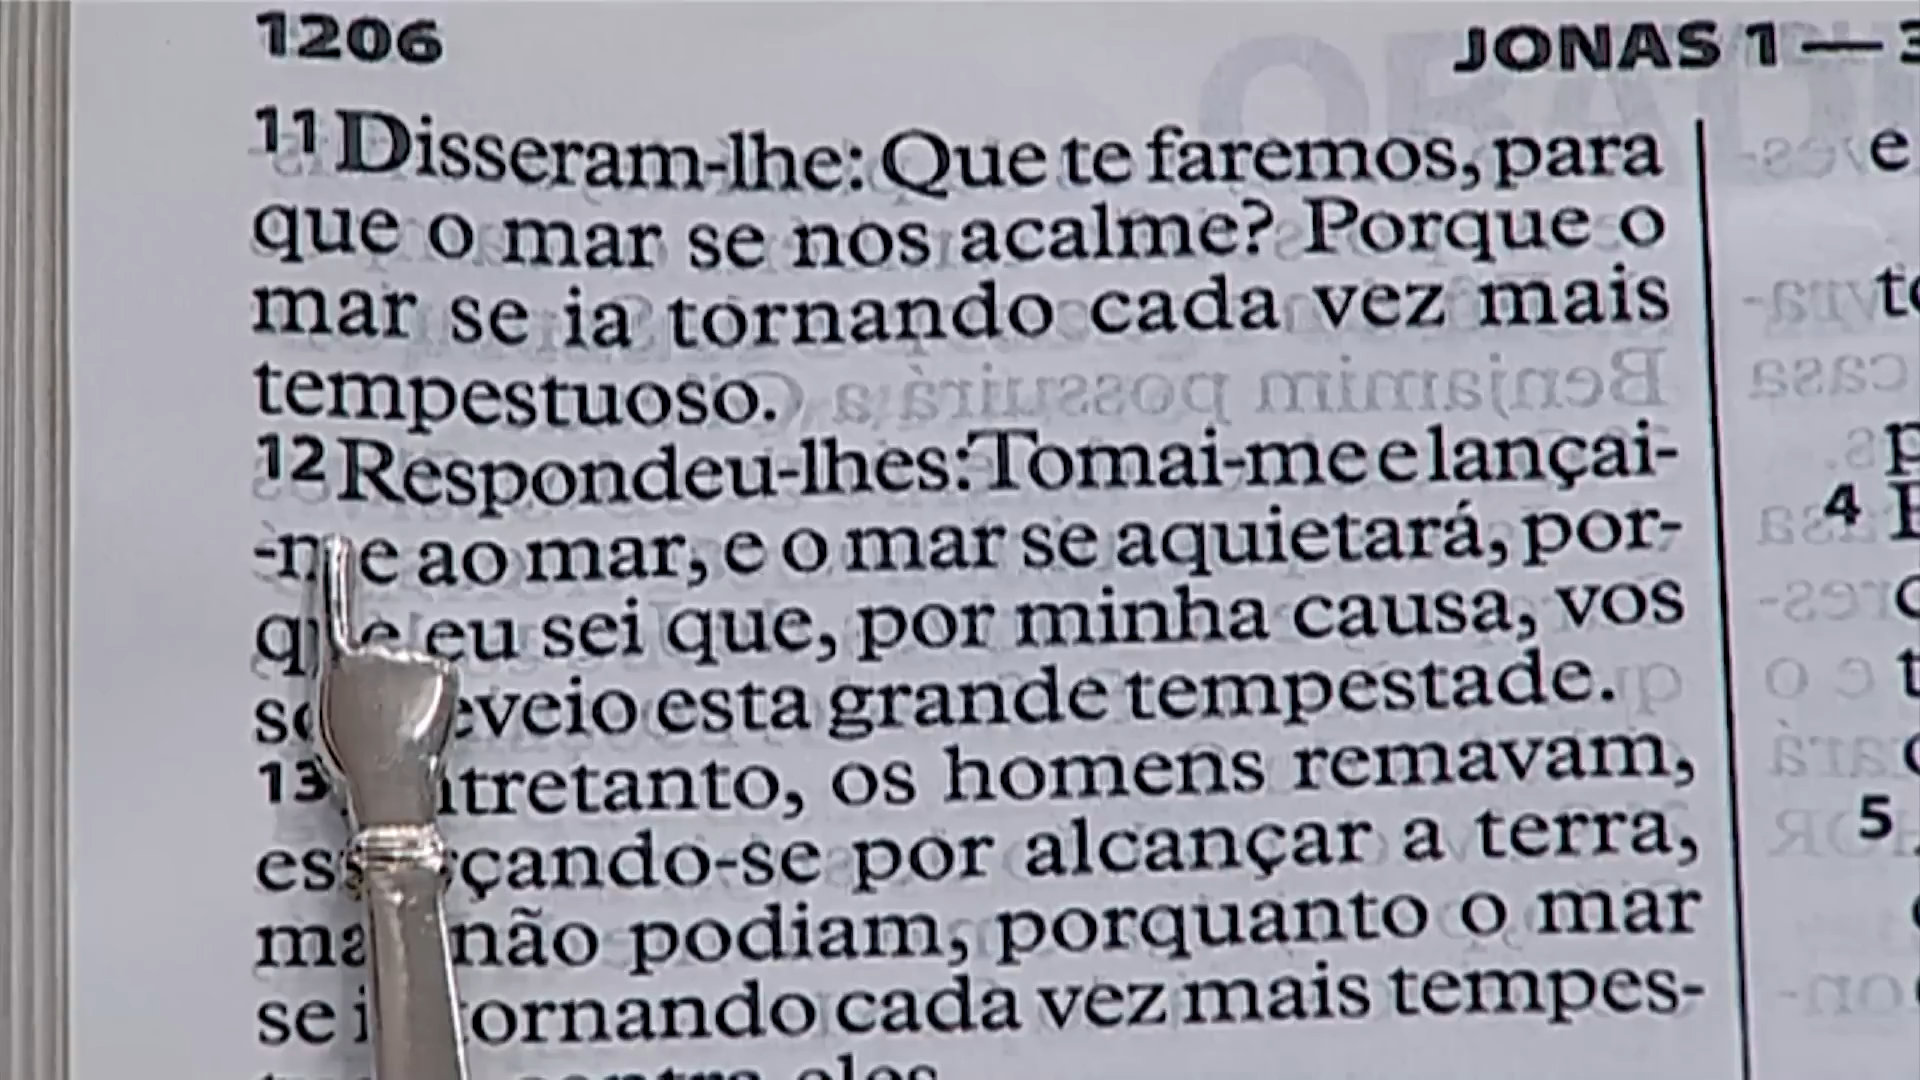 1206
JONAS 1 — 3
11 Disseram-lhe: Que te faremos, para
que o mar se nos acalme? Porque o
mar se ia tornando cada vez mais
tempestuoso.
12 Respondeu-lhes: Tomai-me e lançai-
-me ao mar, e o mar se aquietará, por-
que eu sei que, por minha causa, vos
esta grande tempestade.
13 os homens remavam,
por alcançar a terra,
não podiam, porquanto o mar
se cada vez mais tempes-
4
5